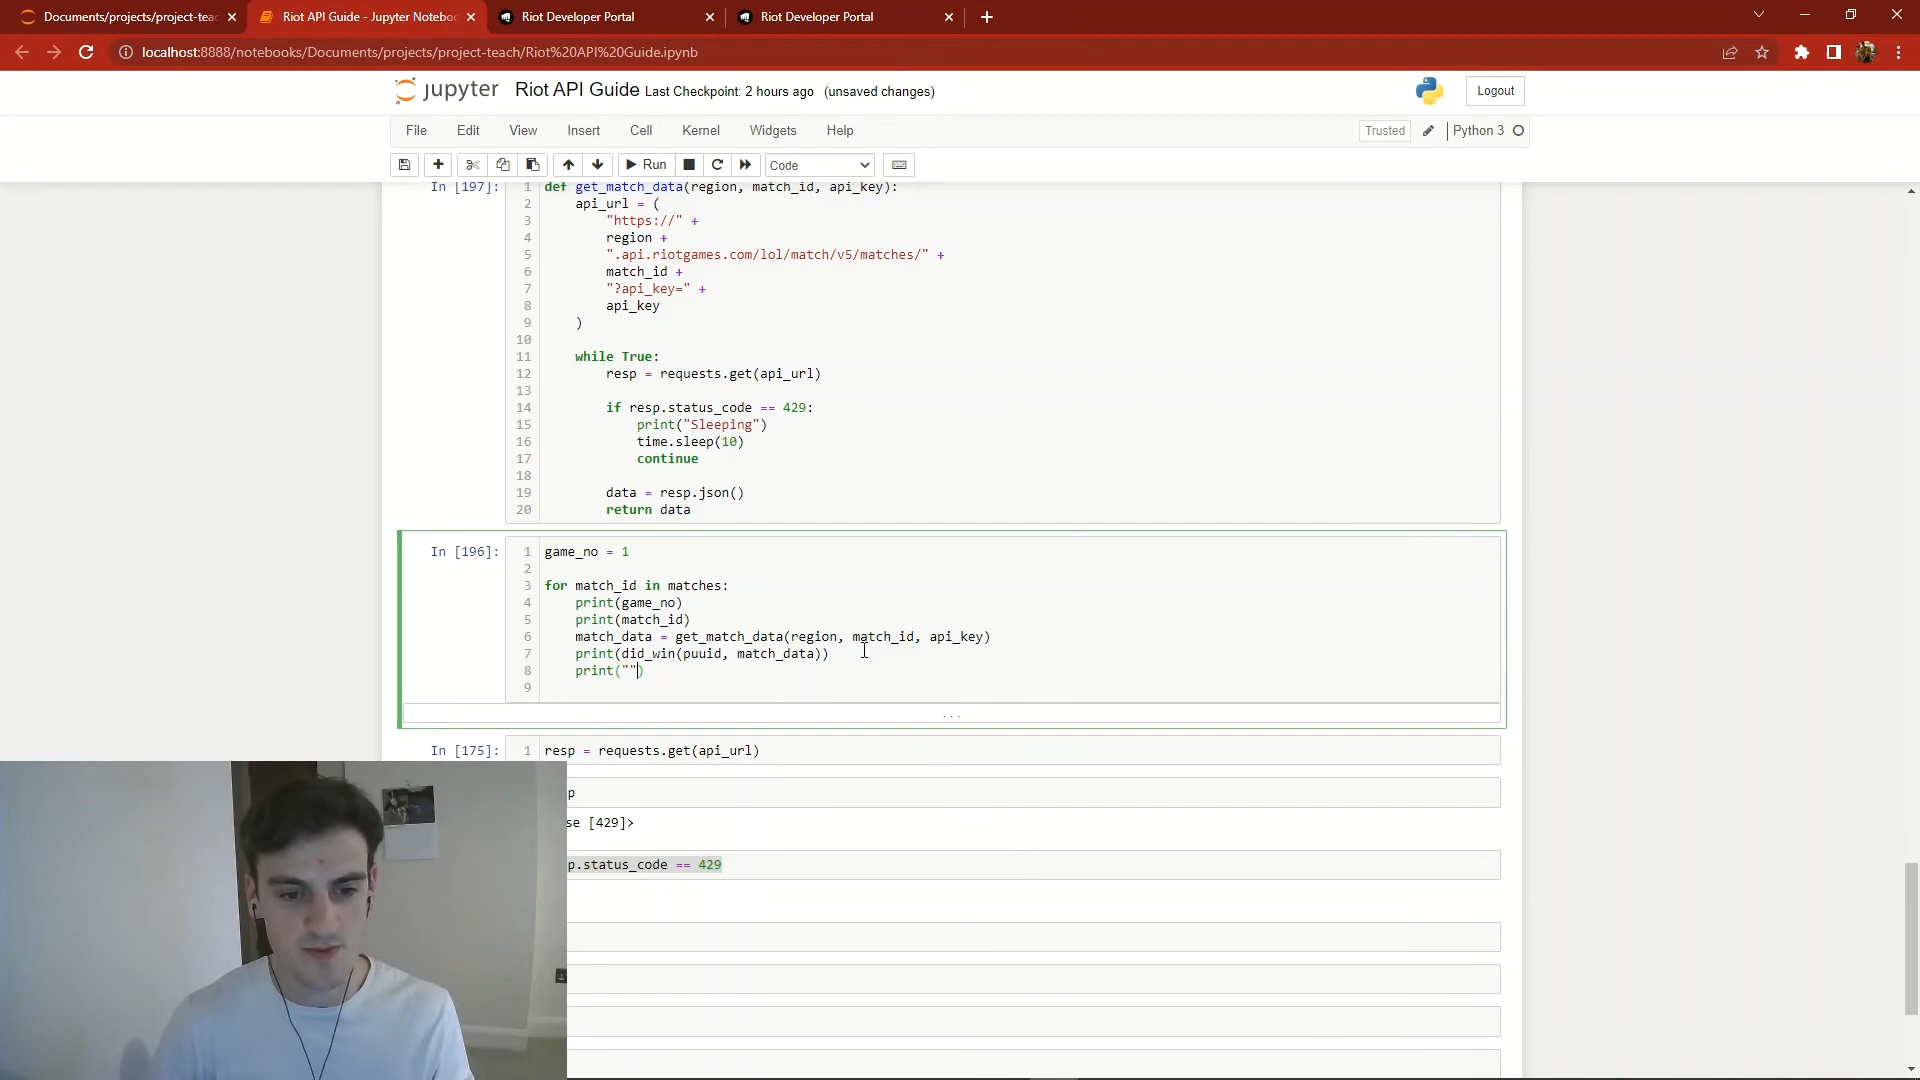 Documents/projects/project-tea
Riot API Guide - Jupyter Notebo
Riot Developer Portal
Riot Developer Portal
localhost:8888/notebooks/Documents/projects/project-teach/Riot%20API%20Guide.ipynb
jupyter Riot API Guide Last Checkpoint: 2 hours ago (unsaved changes)
Logout
File Edit View Insert Cell Kernel Widgets Help
Trusted Python 3
Run Code
In [197]:
1 def get_match_data(region, match_id, api_key):
2 api_url = (
3 "https://" +
4 region +
5 ".api.riotgames.com/lol/match/v5/matches/" +
6 match_id +
7 "?api_key=" +
8 api_key
9 )
10
11 while True:
12 resp = requests.get(api_url)
13
14 if resp.status_code == 429:
15 print("Sleeping")
16 time.sleep(10)
17 continue
18
19 data = resp.json()
20 return data
In [196]:
1 game_no = 1
2
3 for match_id in matches:
4 print(game_no)
5 print(match_id)
6 match_data = get_match_data(region, match_id, api_key)
7 print(did_win(puuid, match_data))
8 print("")
9
...
In [175]:
1 resp = requests.get(api_url)
p
se [429]>
p.status_code == 429